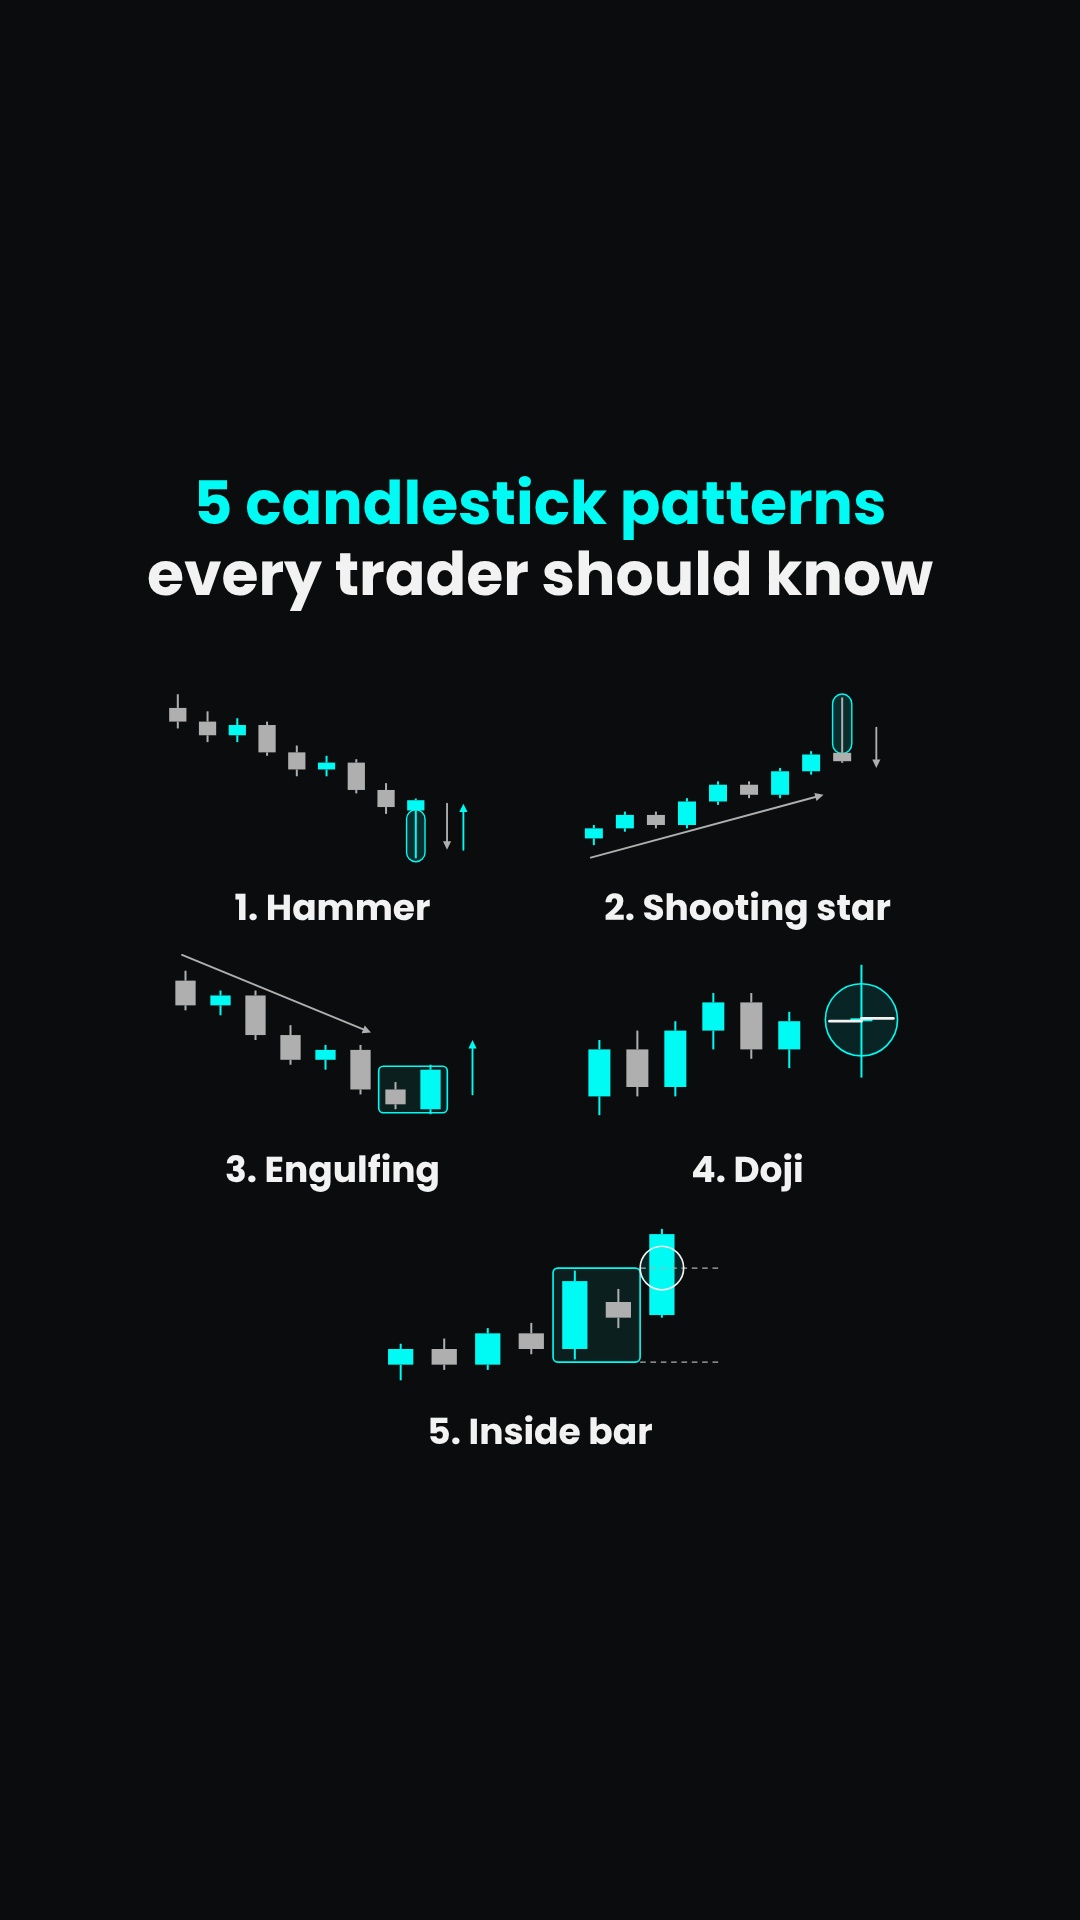 5 candlestick patterns
every trader should know
1. Hammer
2. Shooting star
3. Engulfing
4. Doji
5. Inside bar